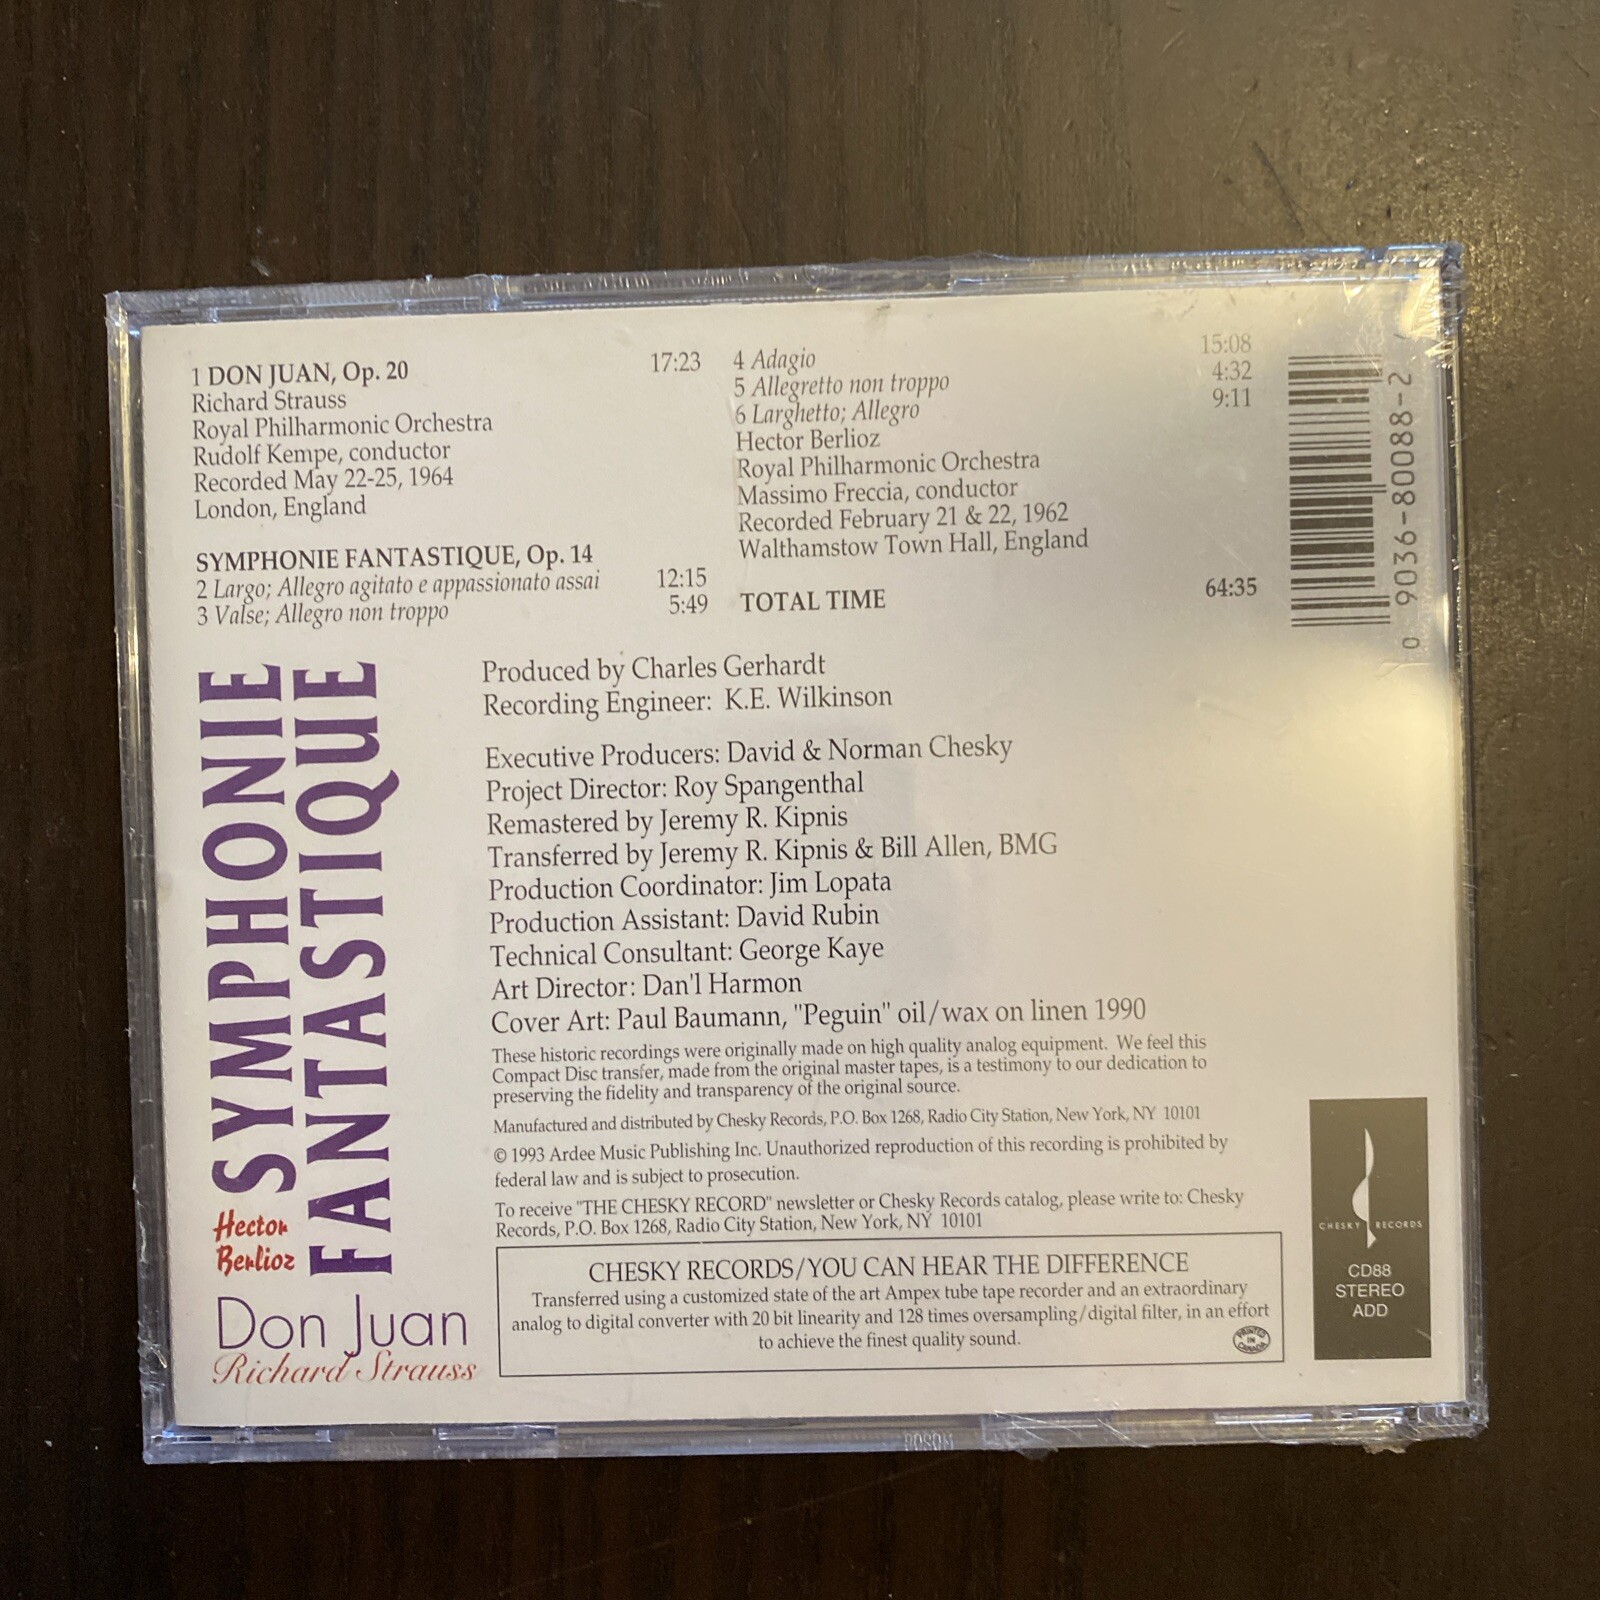 1 DON JUAN, Op. 20 17:23
Richard Strauss
Royal Philharmonic Orchestra
Rudolf Kempe, conductor
Recorded May 22-25, 1964
London, England
SYMPHONIE FANTASTIQUE, Op. 14
2 Largo; Allegro agitato e appassionato assai 12:15
3 Valse; Allegro non troppo 5:49
4 Adagio 15:08
5 Allegretto non troppo 4:32
6 Larghetto; Allegro 9:11
Hector Berlioz
Royal Philharmonic Orchestra
Massimo Freccia, conductor
Recorded February 21 & 22, 1962
Walthamstow Town Hall, England
TOTAL TIME 64:35
0 9036-80088-2
SYMPHONIE
FANTASTIQUE
Hector
Berlioz
Don Juan
Richard Strauss
Produced by Charles Gerhardt
Recording Engineer: K.E. Wilkinson
Executive Producers: David & Norman Chesky
Project Director: Roy Spangenthal
Remastered by Jeremy R. Kipnis
Transferred by Jeremy R. Kipnis & Bill Allen, BMG
Production Coordinator: Jim Lopata
Production Assistant: David Rubin
Technical Consultant: George Kaye
Art Director: Dan'l Harmon
Cover Art: Paul Baumann, "Peguin" oil/wax on linen 1990
These historic recordings were originally made on high quality analog equipment. We feel this
Compact Disc transfer, made from the original master tapes, is a testimony to our dedication to
preserving the fidelity and transparency of the original source.
Manufactured and distributed by Chesky Records, P.O. Box 1268, Radio City Station, New York, NY 10101
© 1993 Ardee Music Publishing Inc. Unauthorized reproduction of this recording is prohibited by
federal law and is subject to prosecution.
To receive "THE CHESKY RECORD" newsletter or Chesky Records catalog, please write to: Chesky
Records, P.O. Box 1268, Radio City Station, New York, NY 10101
CHESKY RECORDS/YOU CAN HEAR THE DIFFERENCE
Transferred using a customized state of the art Ampex tube tape recorder and an extraordinary
analog to digital converter with 20 bit linearity and 128 times oversampling/digital filter, in an effort
to achieve the finest quality sound.
PRINTED
IN
CANADA
CHESKY RECORDS
CD88
STEREO
ADD